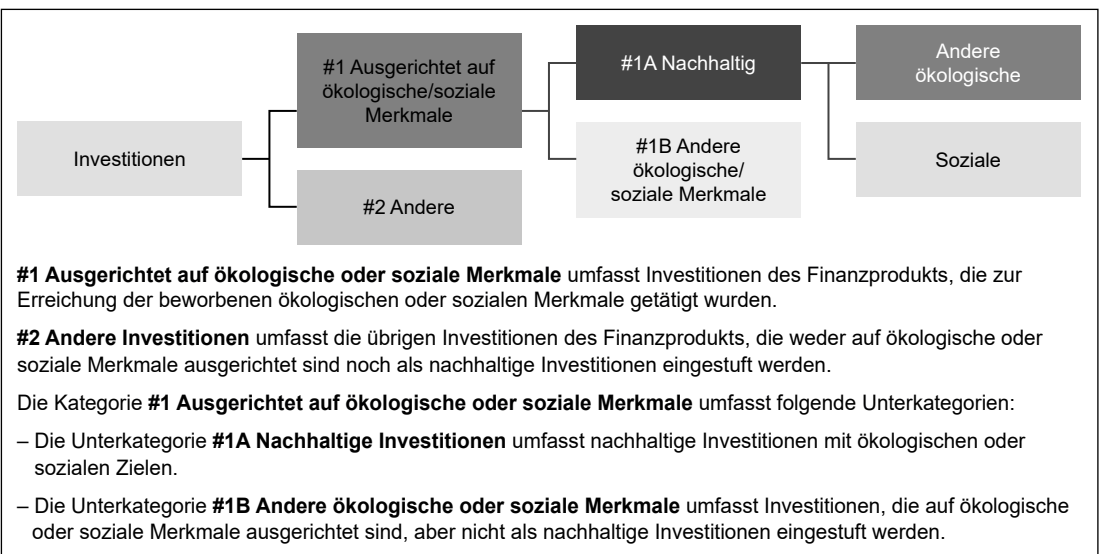 #1 Ausgerichtet auf
ökologische/soziale
Merkmale
#1A Nachhaltig
Andere
ökologische
Investitionen
#1B Andere
ökologische/
soziale Merkmale
Soziale
#2 Andere
#1 Ausgerichtet auf ökologische oder soziale Merkmale umfasst Investitionen des Finanzprodukts, die zur
Erreichung der beworbenen ökologischen oder sozialen Merkmale getätigt wurden.
#2 Andere Investitionen umfasst die übrigen Investitionen des Finanzprodukts, die weder auf ökologische oder
soziale Merkmale ausgerichtet sind noch als nachhaltige Investitionen eingestuft werden.
Die Kategorie #1 Ausgerichtet auf ökologische oder soziale Merkmale umfasst folgende Unterkategorien:
– Die Unterkategorie #1A Nachhaltige Investitionen umfasst nachhaltige Investitionen mit ökologischen oder
sozialen Zielen.
– Die Unterkategorie #1B Andere ökologische oder soziale Merkmale umfasst Investitionen, die auf ökologische
oder soziale Merkmale ausgerichtet sind, aber nicht als nachhaltige Investitionen eingestuft werden.